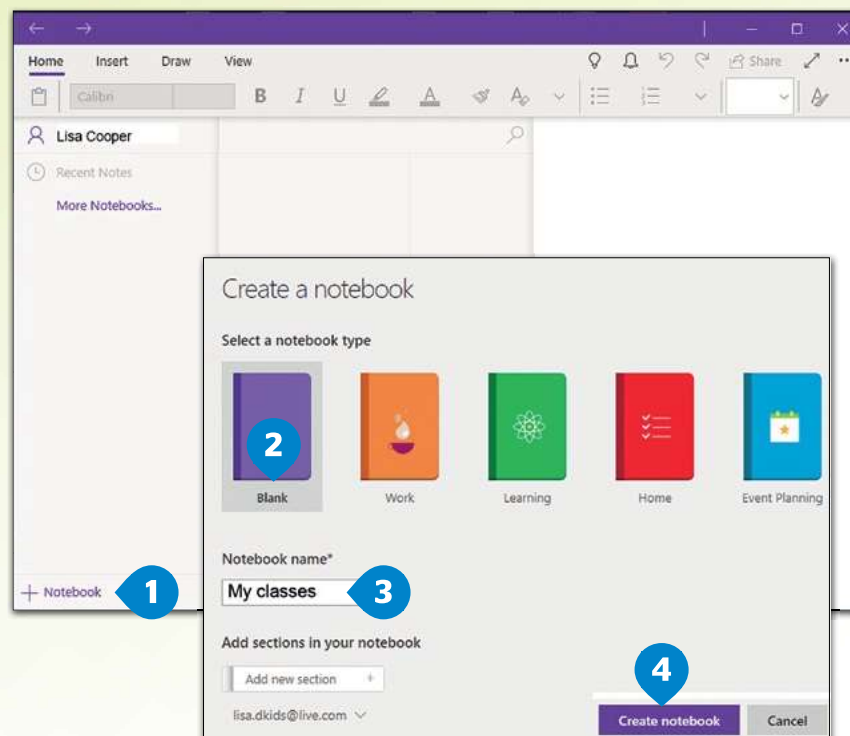 Home Insert Draw View Share
Calibri B I U A A
Lisa Cooper
Recent Notes
More Notebooks...
Create a notebook
Select a notebook type
2
Blank Work Learning Home Event Planning
Notebook name*
+ Notebook 1
My classes 3
Add sections in your notebook
Add new section +
4
lisa.dkids@live.com
Create notebook Cancel